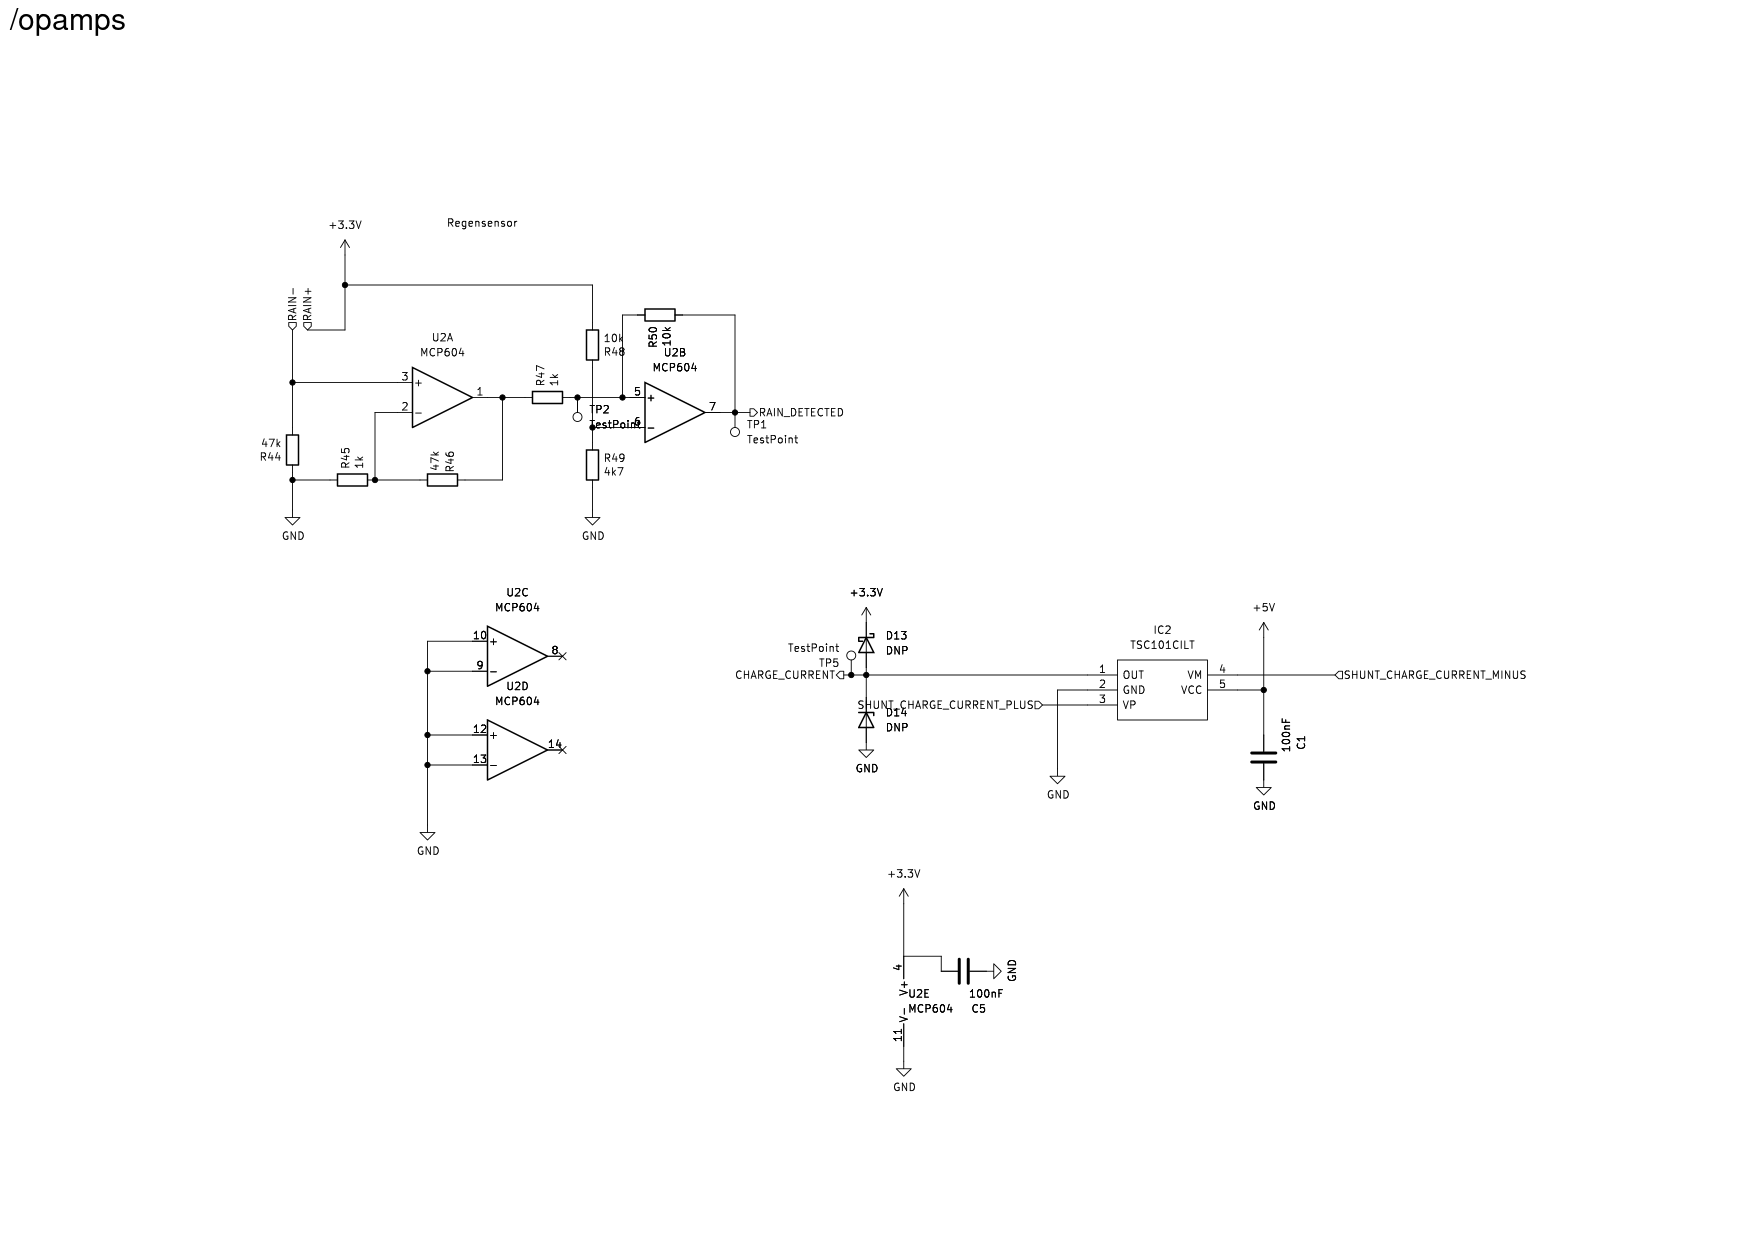 /opamps
+3.3V
Regensensor
RAIN-
RAIN+
U2A
MCP604
3
+
2
-
1
47k
R44
R45
1k
47k
R46
GND
R47
1k
10k
R48
R50
10k
U2B
MCP604
5
+
6
-
7
TP2
TestPoint
RAIN_DETECTED
TP1
TestPoint
R49
4k7
GND
U2C
MCP604
10
+
9
-
8
U2D
MCP604
12
+
13
-
14
GND
+3.3V
D13
DNP
TestPoint
TP5
CHARGE_CURRENT
SHUNT_CHARGE_CURRENT_PLUS
D14
DNP
GND
IC2
TSC101CILT
1
OUT
2
GND
3
VP
VM
4
VCC
5
GND
+5V
SHUNT_CHARGE_CURRENT_MINUS
100nF
C1
GND
+3.3V
4
V+
U2E
MCP604
V-
11
100nF
C5
GND
GND